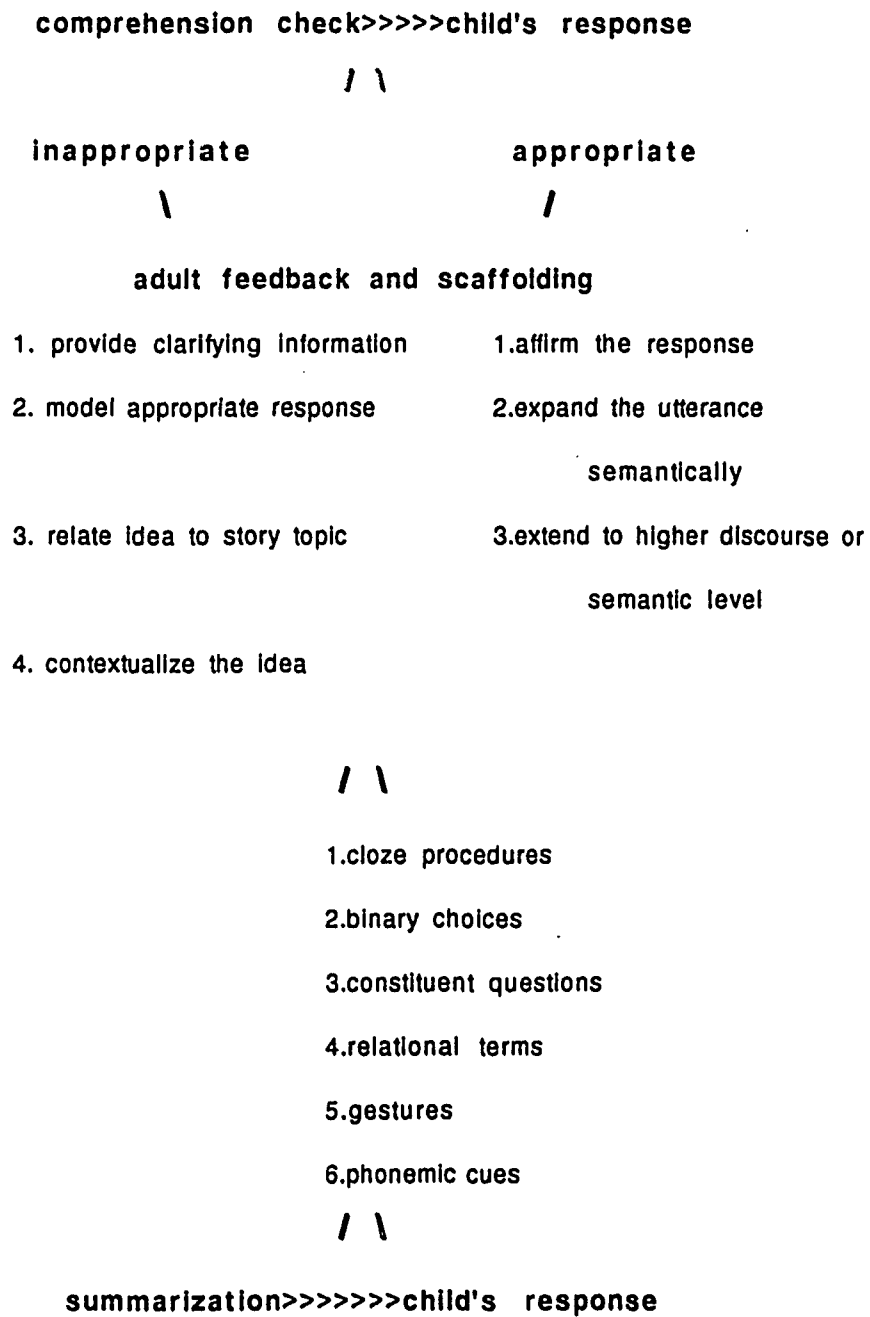 comprehension check>>>>>child's response
/ \
inappropriate appropriate
\ /
adult feedback and scaffolding
1. provide clarifying information 1.affirm the response
2. model appropriate response 2.expand the utterance
semantically
3. relate idea to story topic 3.extend to higher discourse or
semantic level
4. contextualize the idea
/ \
1.cloze procedures
2.binary choices
3.constituent questions
4.relational terms
5.gestures
6.phonemic cues
/ \
summarization>>>>>>>child's response